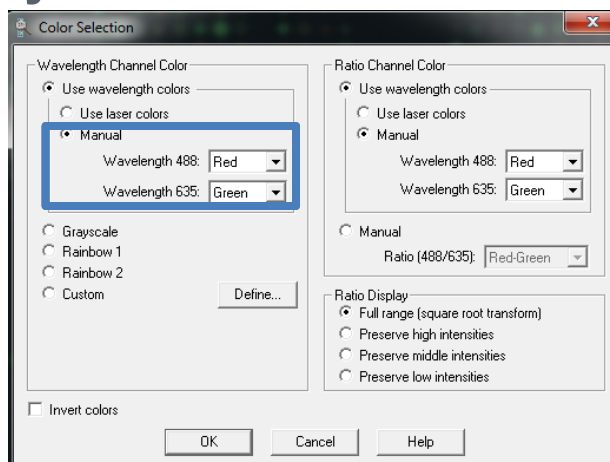 Color Selection
Wavelength Channel Color
Use wavelength colors
Use laser colors
Manual
Wavelength 488: Red
Wavelength 635: Green
Grayscale
Rainbow 1
Rainbow 2
Custom
Define...
Ratio Channel Color
Use wavelength colors
Use laser colors
Manual
Wavelength 488: Red
Wavelength 635: Green
Manual
Ratio (488/635): Red-Green
Ratio Display
Full range (square root transform)
Preserve high intensities
Preserve middle intensities
Preserve low intensities
Invert colors
OK Cancel Help